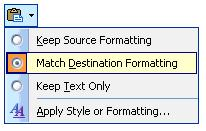 Keep Source Formatting
Match Destination Formatting
Keep Text Only
Apply Style or Formatting...